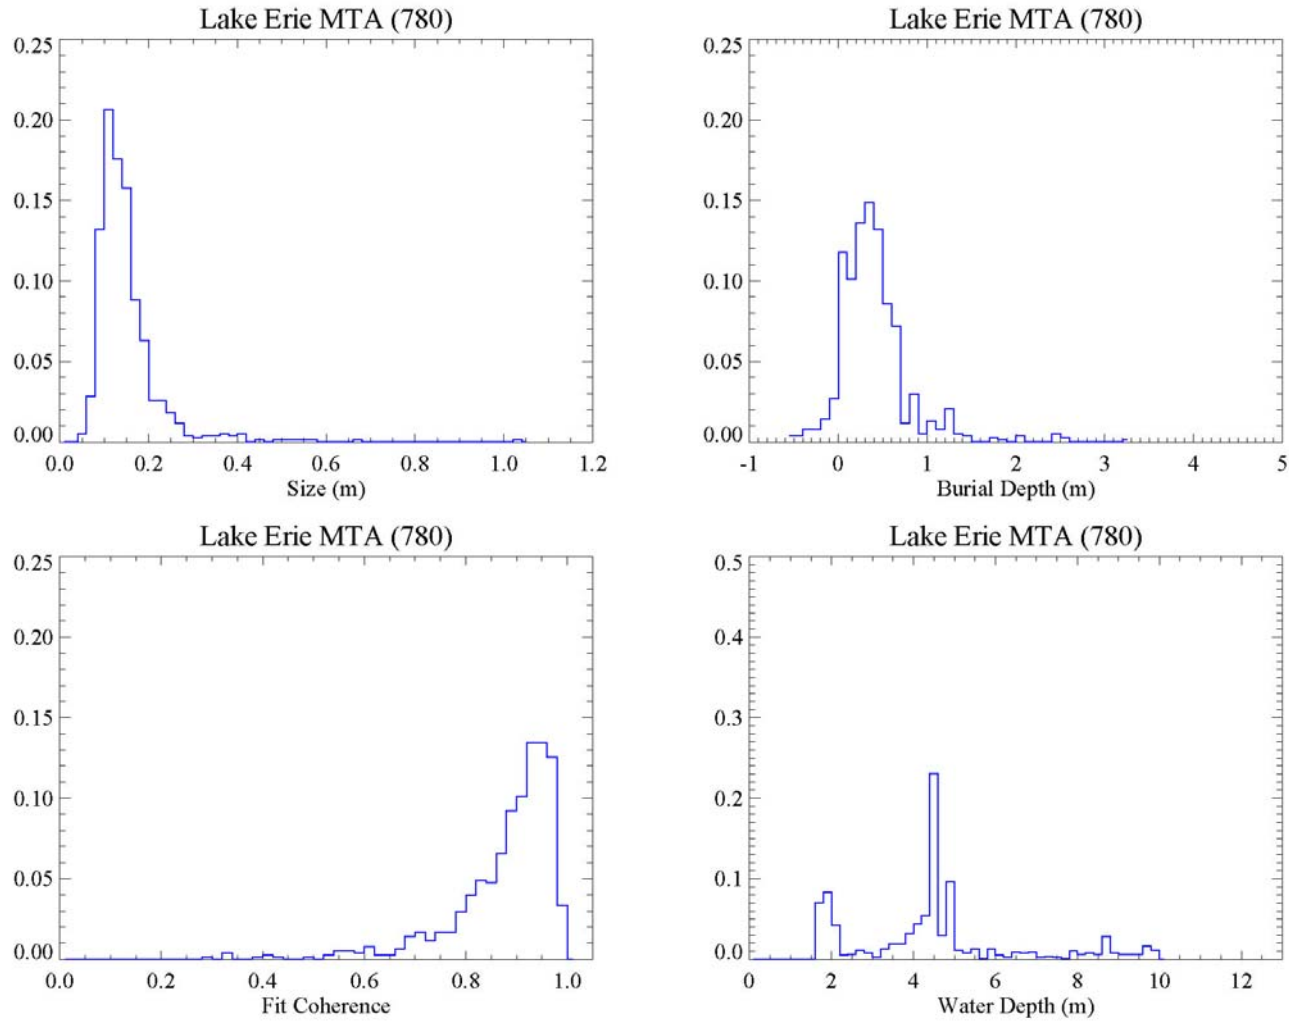 Lake Erie MTA (780)
0.25
0.20
0.15
0.10
0.05
0.00
0.0 0.2 0.4 0.6 0.8 1.0 1.2
Size (m)
Lake Erie MTA (780)
0.25
0.20
0.15
0.10
0.05
0.00
-1 0 1 2 3 4 5
Burial Depth (m)
Lake Erie MTA (780)
0.25
0.20
0.15
0.10
0.05
0.00
0.0 0.2 0.4 0.6 0.8 1.0
Fit Coherence
Lake Erie MTA (780)
0.5
0.4
0.3
0.2
0.1
0.0
0 2 4 6 8 10 12
Water Depth (m)